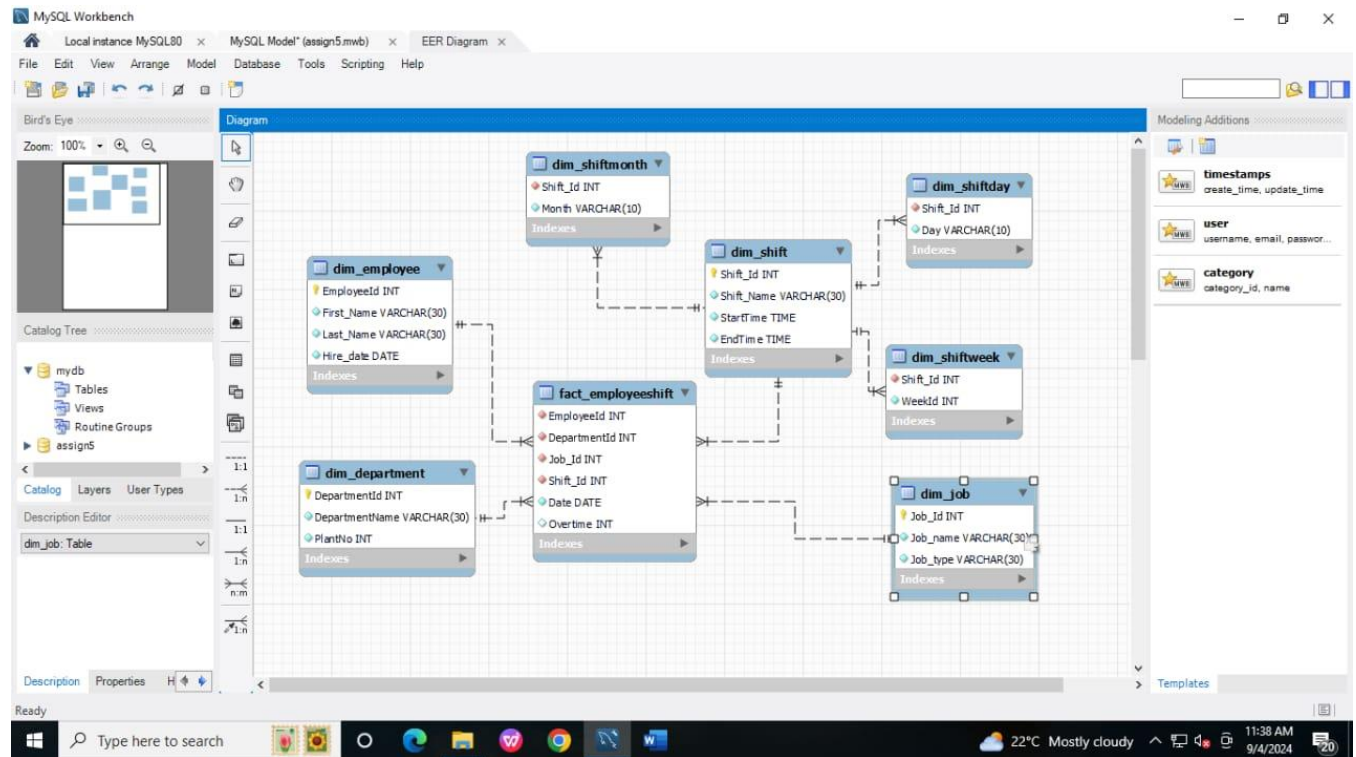 MySQL Workbench
Local instance MySQL80 × MySQL Model* (assign5.mwb) × EER Diagram ×
File Edit View Arrange Model Database Tools Scripting Help
Bird's Eye
Zoom: 100%
Catalog Tree
mydb
Tables
Views
Routine Groups
assign5
Catalog Layers User Types
Description Editor
dim_job: Table
Description Properties H
Ready
Diagram
1:1
1:n
1:1
1:n
n:m
1:n
dim_shiftmonth
Shift_Id INT
Month VARCHAR(10)
Indexes
dim_shiftday
Shift_Id INT
Day VARCHAR(10)
Indexes
dim_employee
EmployeeId INT
First_Name VARCHAR(30)
Last_Name VARCHAR(30)
Hire_date DATE
Indexes
dim_shift
Shift_Id INT
Shift_Name VARCHAR(30)
StartTime TIME
EndTime TIME
Indexes
dim_shiftweek
Shift_Id INT
WeekId INT
Indexes
fact_employeeshift
EmployeeId INT
DepartmentId INT
Job_Id INT
Shift_Id INT
Date DATE
Overtime INT
Indexes
dim_department
DepartmentId INT
DepartmentName VARCHAR(30)
PlantNo INT
Indexes
dim_job
Job_Id INT
Job_name VARCHAR(30)
Job_type VARCHAR(30)
Indexes
Modeling Additions
timestamps
create_time, update_time
user
username, email, passwor...
category
category_id, name
Templates
Type here to search
22°C Mostly cloudy
11:38 AM
9/4/2024
20